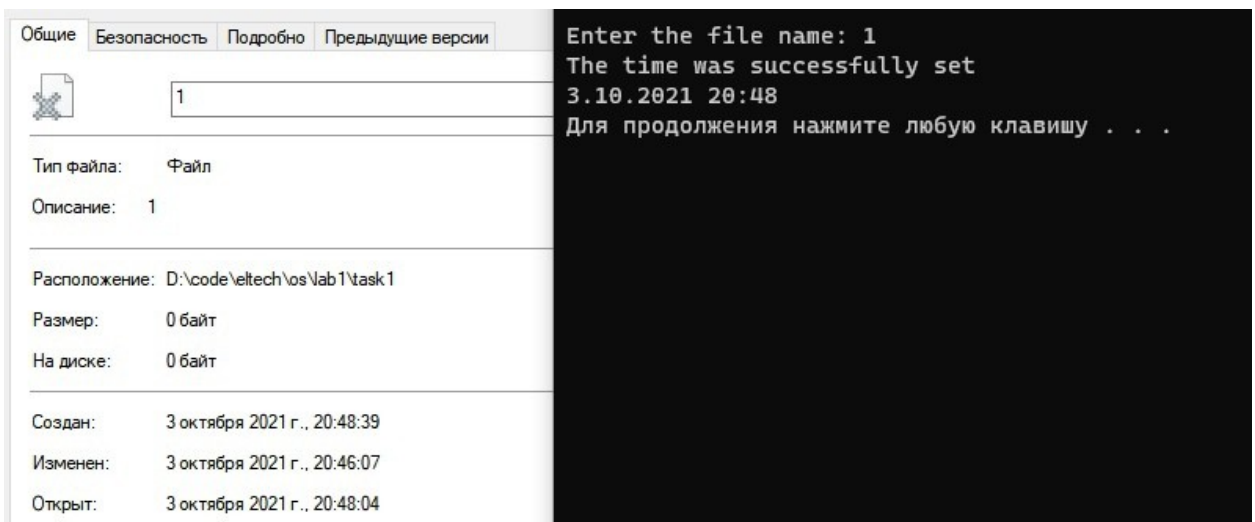 Общие Безопасность Подробно Предыдущие версии
1
Тип файла: Файл
Описание: 1
Расположение: D:\code\eltech\os\lab1\task1
Размер: 0 байт
На диске: 0 байт
Создан: 3 октября 2021 г., 20:48:39
Изменен: 3 октября 2021 г., 20:46:07
Открыт: 3 октября 2021 г., 20:48:04
Enter the file name: 1
The time was successfully set
3.10.2021 20:48
Для продолжения нажмите любую клавишу . . .